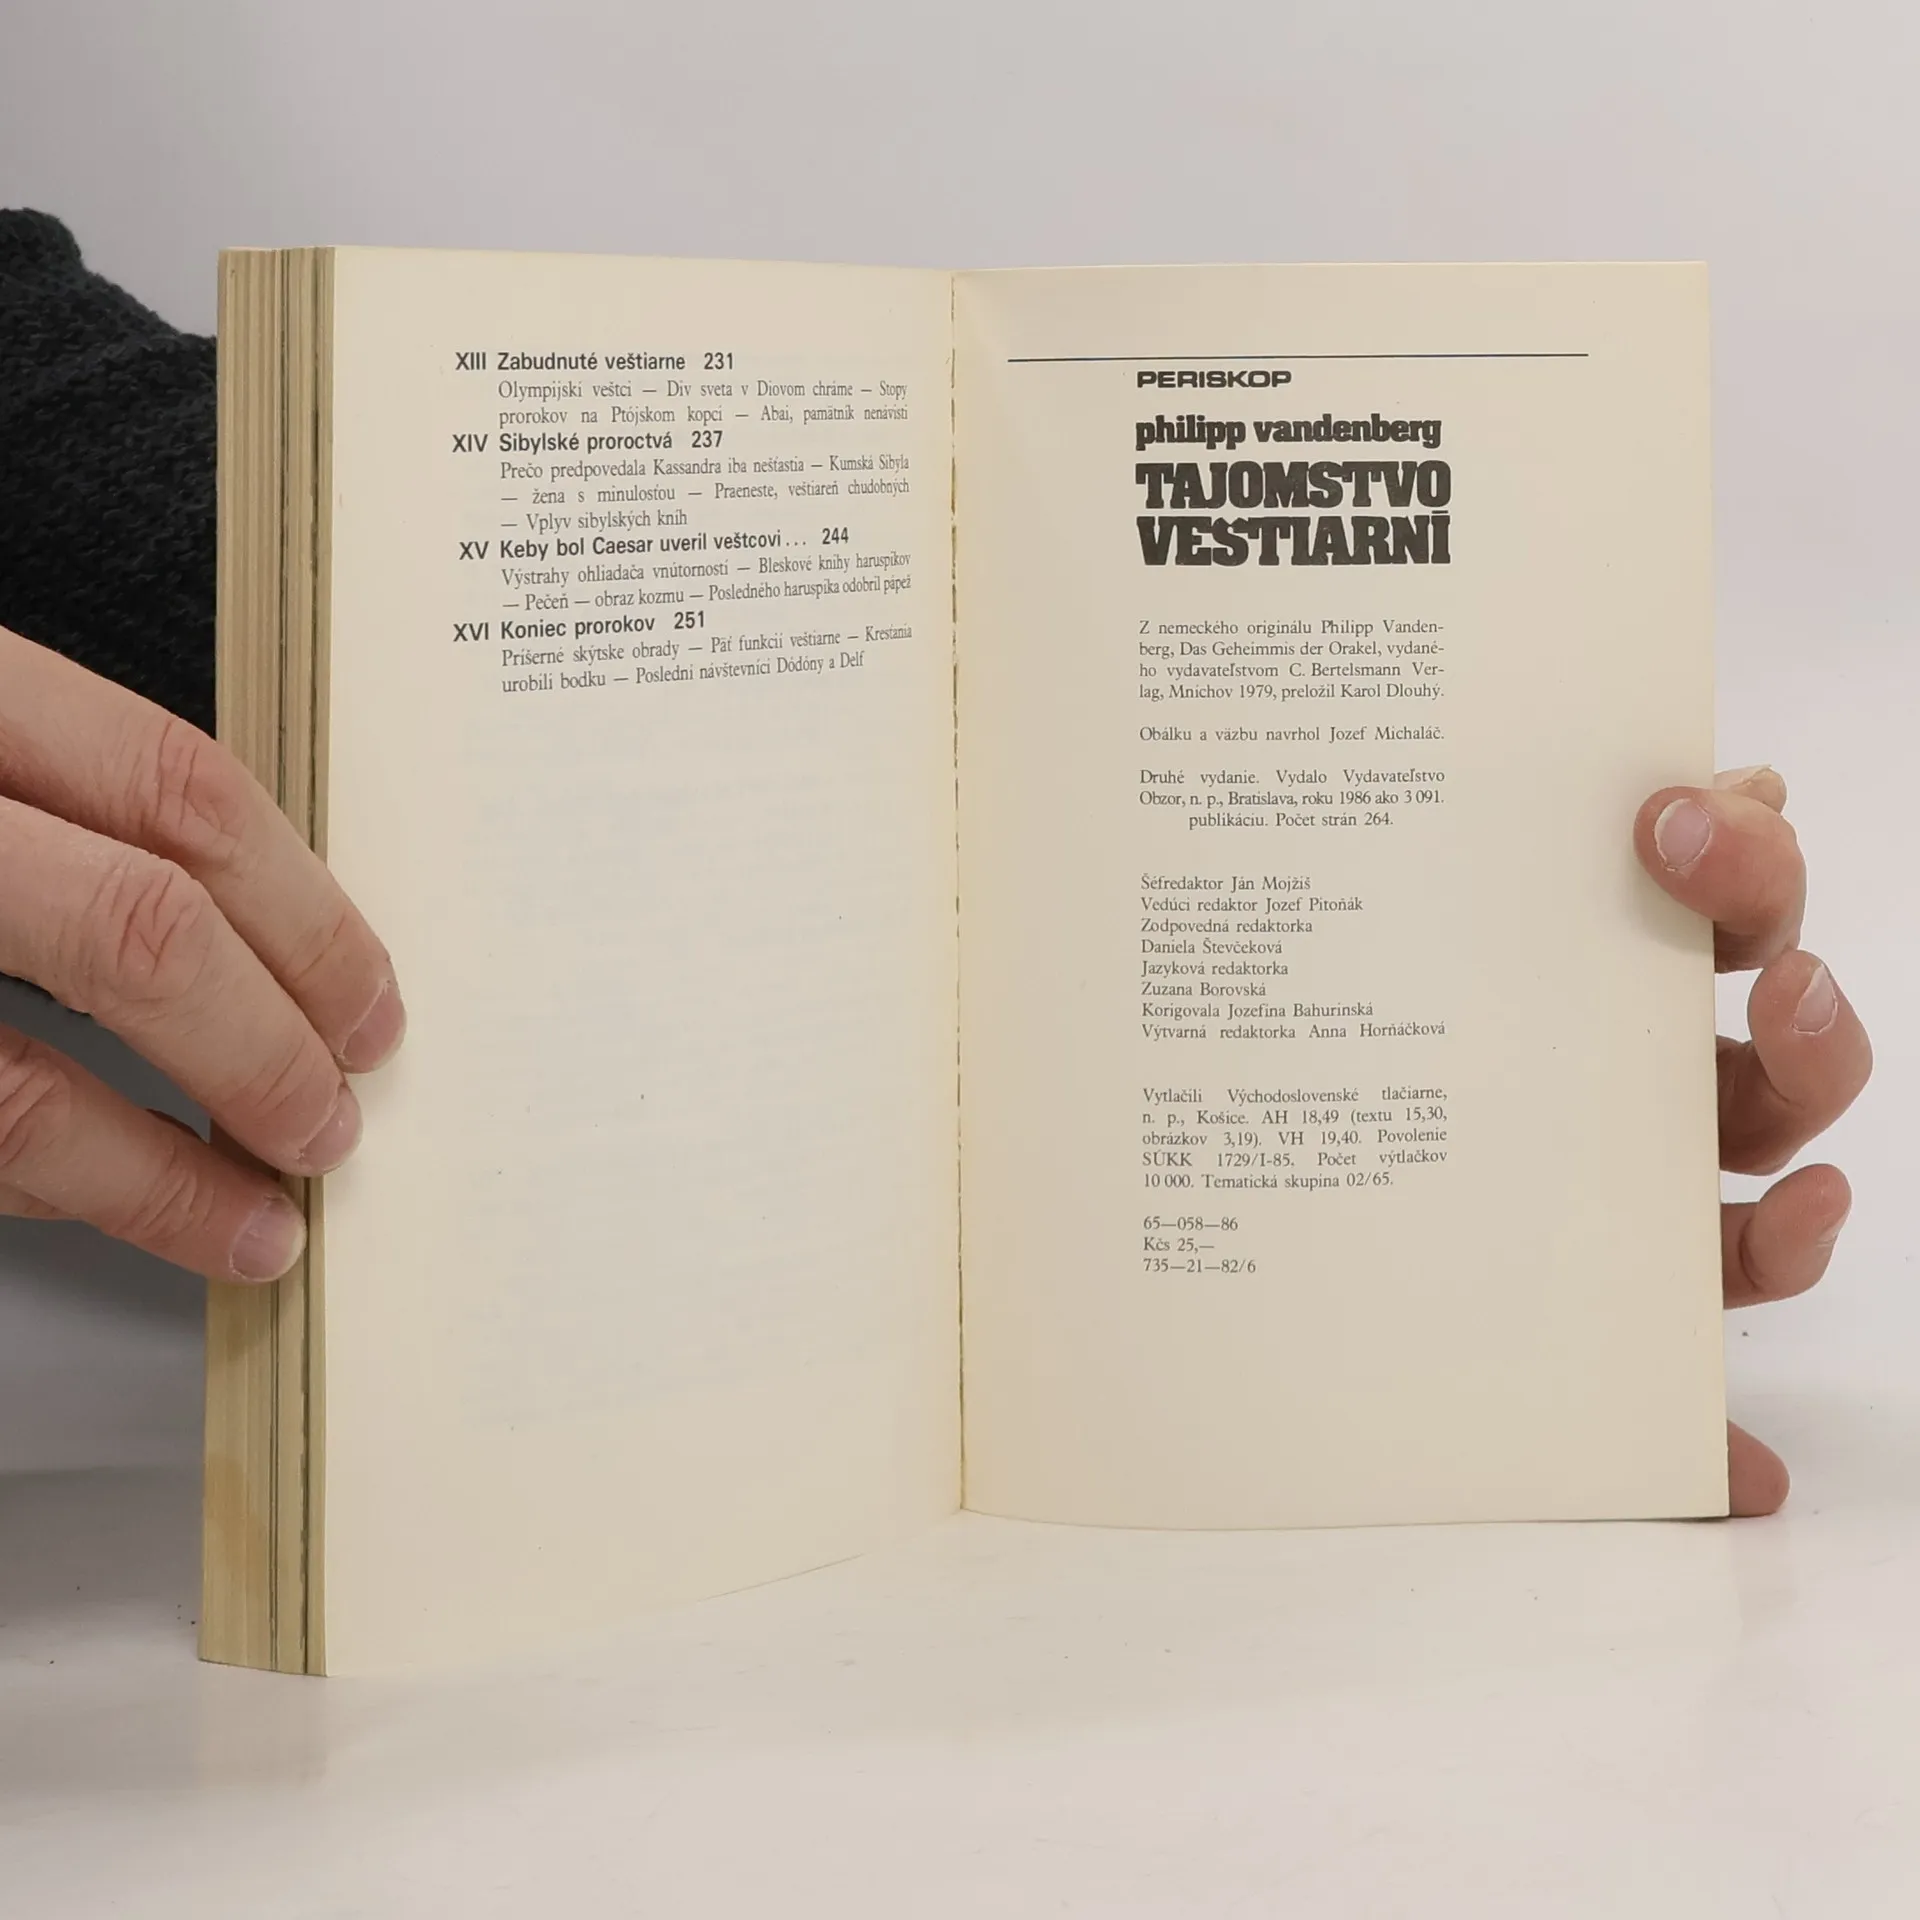 XIII Zabudnuté veštiarne 231
Olympijskí veštci — Div sveta v Diovom chráme — Stopy
prorokov na Ptójskom kopci — Abai, pamätník nenávisti
XIV Sibylské proroctvá 237
Prečo predpovedala Kassandra iba nešťastia — Kumská Sibyla
— žena s minulosťou — Praeneste, veštiareň chudobných
— Vplyv sibylských kníh
XV Keby bol Caesar uveril veštcovi... 244
Výstrahy ohliadača vnútorností — Bleskové knihy haruspikov
— Pečeň — obraz kozmu — Posledného haruspika odobril pápež
XVI Koniec prorokov 251
Príšerné skýtske obrady — Päť funkcií veštiarne — Kresťania
urobili bodku — Poslední návštevníci Dódóny a Delf
PERISKOP
philipp vandenberg
TAJOMSTVO
VEŠTIARNÍ
Z nemeckého originálu Philipp Vanden-
berg, Das Geheimmis der Orakel, vydané-
ho vydavateľstvom C. Bertelsmann Ver-
lag, Mníchov 1979, preložil Karol Dlouhý.
Obálku a väzbu navrhol Jozef Michaláč.
Druhé vydanie. Vydalo Vydavateľstvo
Obzor, n. p., Bratislava, roku 1986 ako 3 091.
publikáciu. Počet strán 264.
Šéfredaktor Ján Mojžiš
Vedúci redaktor Jozef Pitoňák
Zodpovedná redaktorka
Daniela Števčeková
Jazyková redaktorka
Zuzana Borovská
Korigovala Jozefína Bahurinská
Výtvarná redaktorka Anna Horňáčková
Vytlačili Východoslovenské tlačiarne,
n. p., Košice. AH 18,49 (textu 15,30,
obrázkov 3,19). VH 19,40. Povolenie
SÚKK 1729/I-85. Počet výtlačkov
10 000. Tematická skupina 02/65.
65—058—86
Kčs 25,—
735—21—82/6